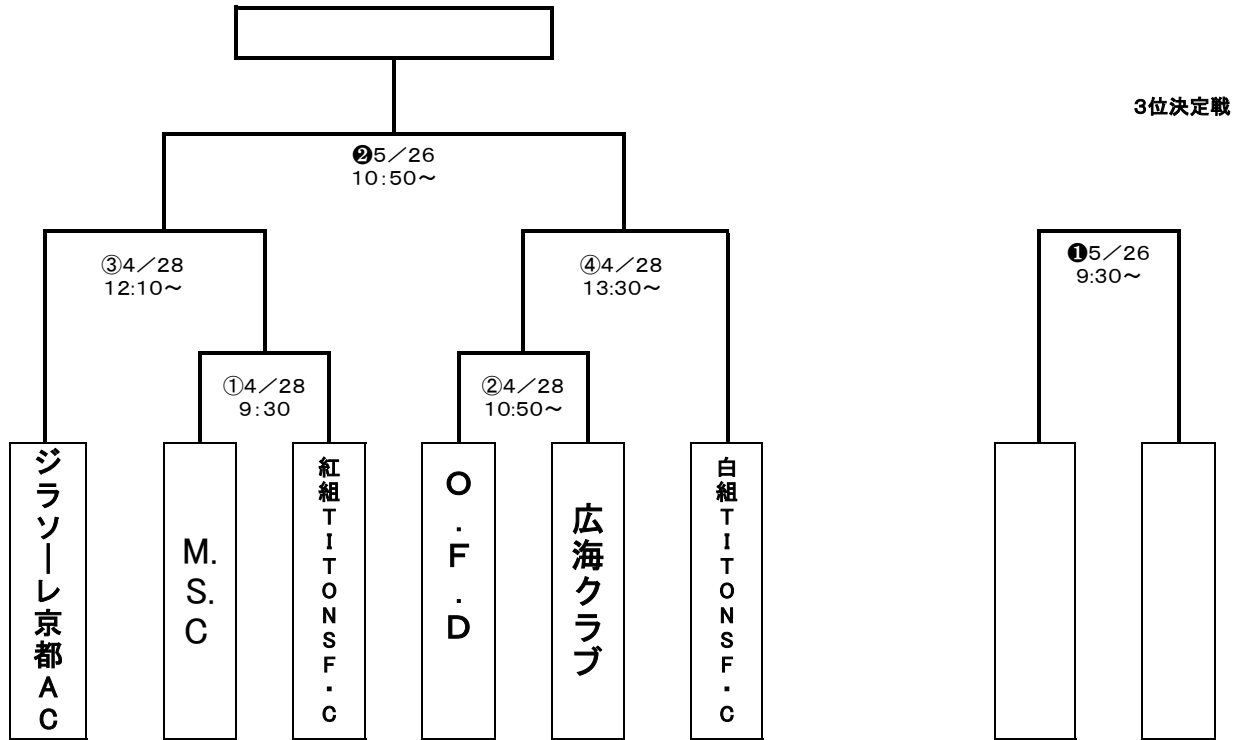 3位決定戦
❷5／26
10:50～
③4／28
12:10～
④4／28
13:30～
❶5／26
9:30～
①4／28
9:30
②4／28
10:50～
ジラソーレ京都AC
M.
S.
C
紅組TITONSF・C
O.F.D
広海クラブ
白組TITONSF・C